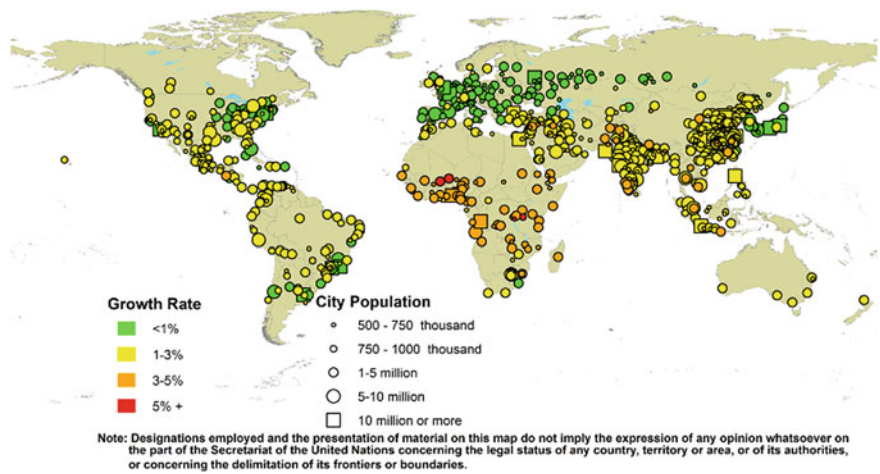 Growth Rate
<1%
1-3%
3-5%
5% +
City Population
500 - 750 thousand
750 - 1000 thousand
1-5 million
5-10 million
10 million or more
Note: Designations employed and the presentation of material on this map do not imply the expression of any opinion whatsoever on
the part of the Secretariat of the United Nations concerning the legal status of any country, territory or area, or of its authorities,
or concerning the delimitation of its frontiers or boundaries.